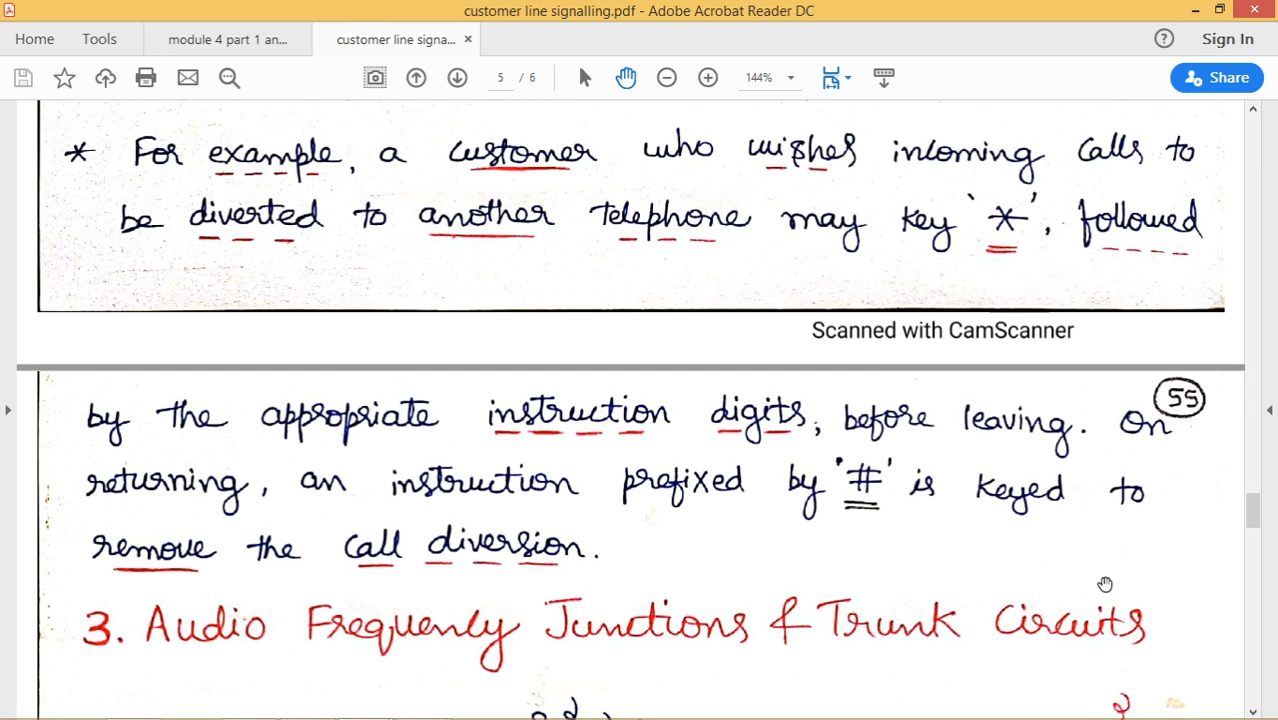 customer line signalling.pdf - Adobe Acrobat Reader DC
Home Tools module 4 part 1 an... customer line signa... × Sign In
5 / 6 144% Share
* For example, a customer who wishes incoming calls to
be diverted to another telephone may key '*', followed
Scanned with CamScanner
55
by the appropriate instruction digits, before leaving. On
returning, an instruction prefixed by '#' is keyed to
remove the call diversion.
3. Audio Frequency Junctions & Trunk Circuits